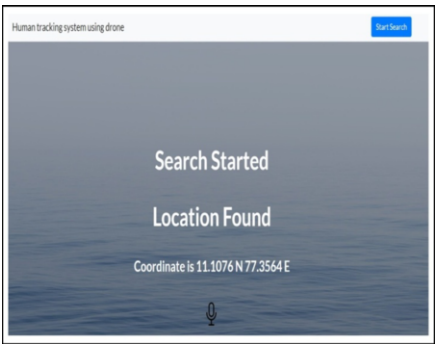 Human tracking system using drone
Start Search
Search Started
Location Found
Coordinate is 11.1076 N 77.3564 E